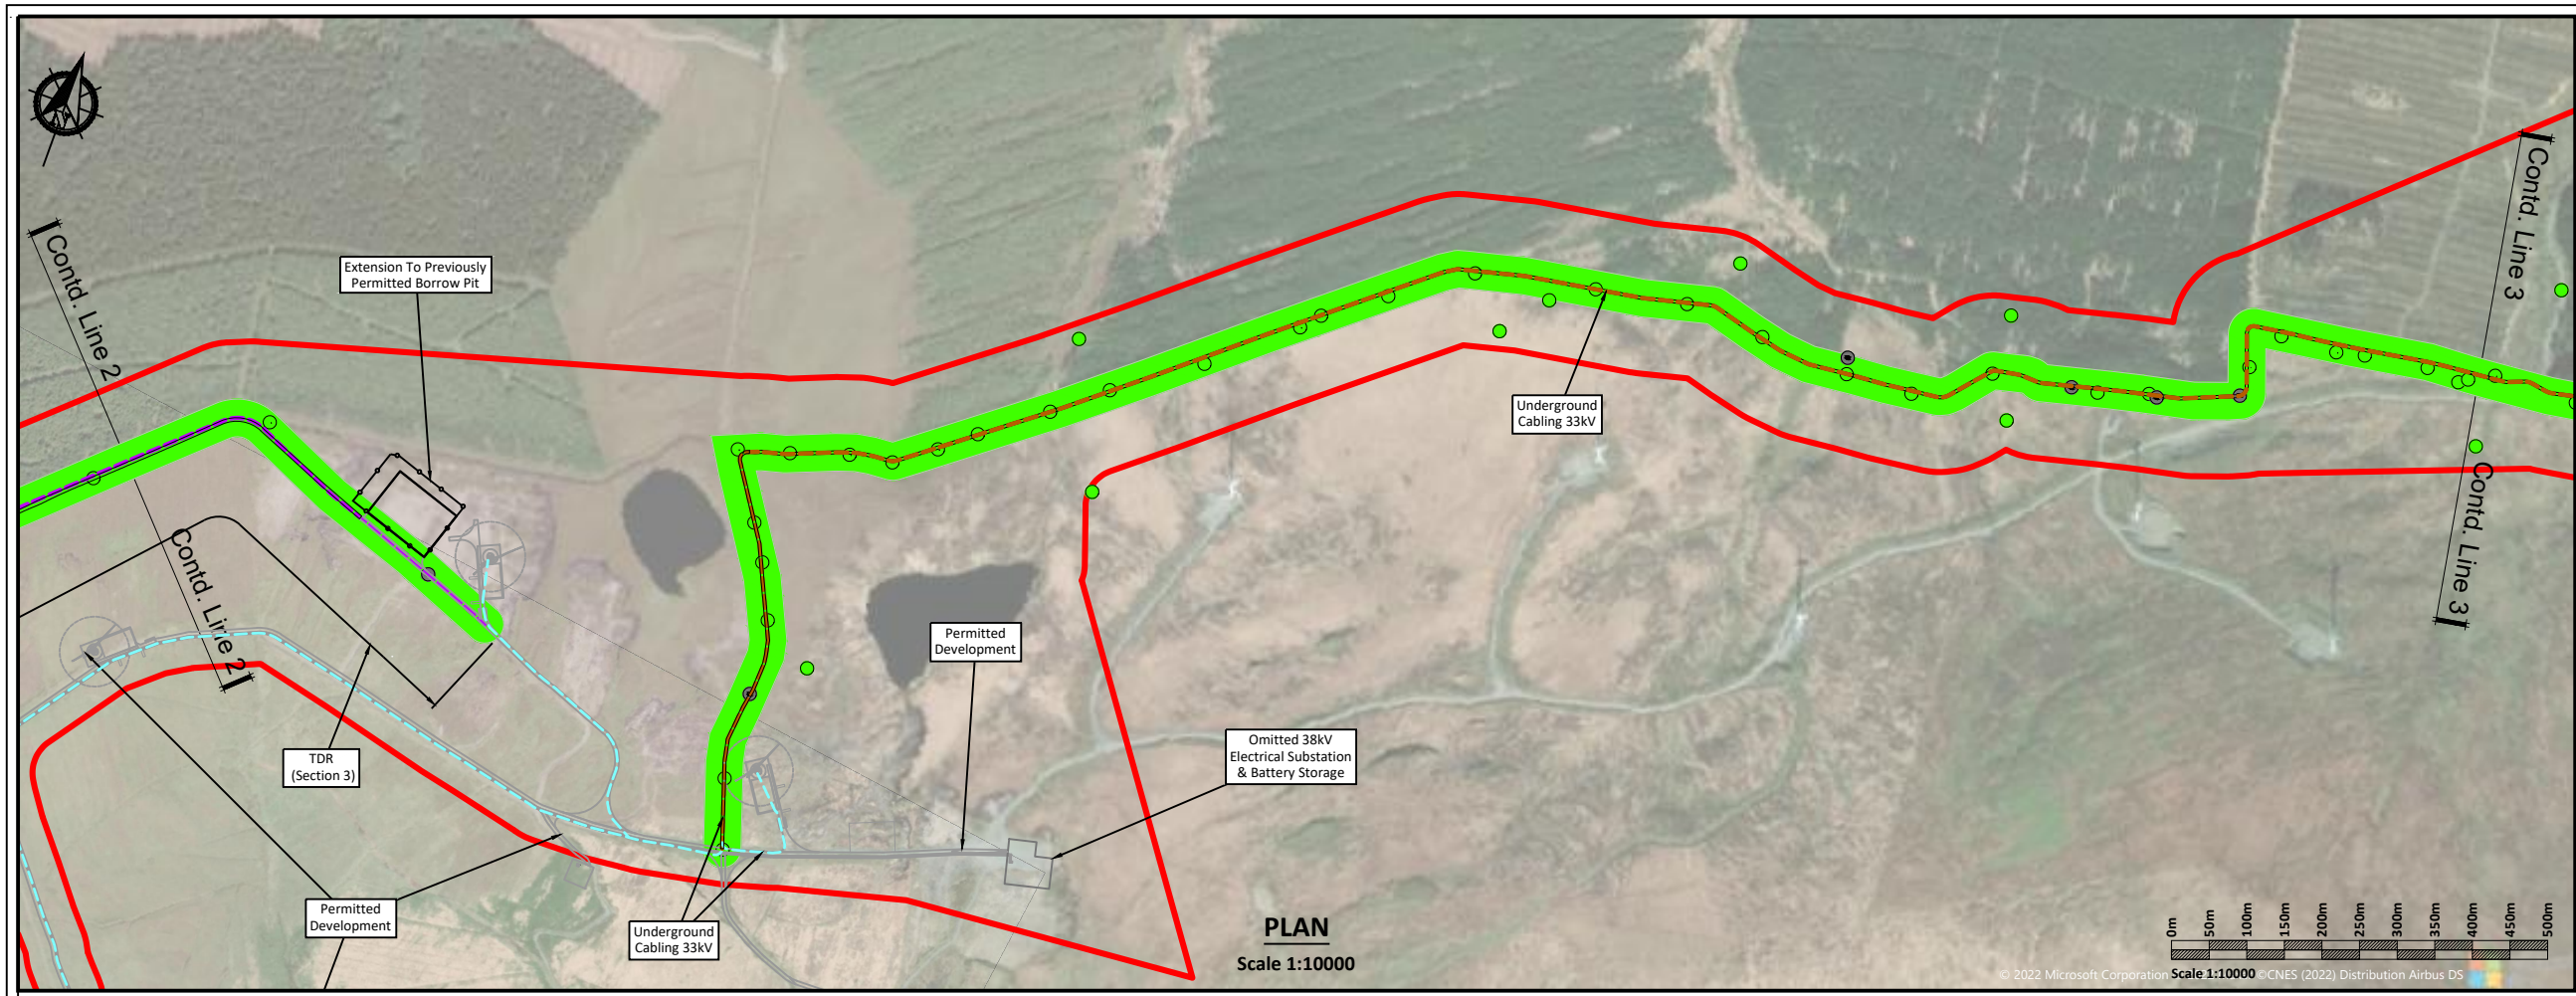 Contd. Line 2
Extension To Previously
Permitted Borrow Pit
Contd. Line 3
Underground
Cabling 33kV
Contd. Line 2
Contd. Line 3
Permitted
Development
TDR
(Section 3)
Omitted 38kV
Electrical Substation
& Battery Storage
Permitted
Development
Underground
Cabling 33kV
PLAN
Scale 1:10000
0m 50m 100m 150m 200m 250m 300m 350m 400m 450m 500m
Scale 1:10000
© 2022 Microsoft Corporation ©CNES (2022) Distribution Airbus DS